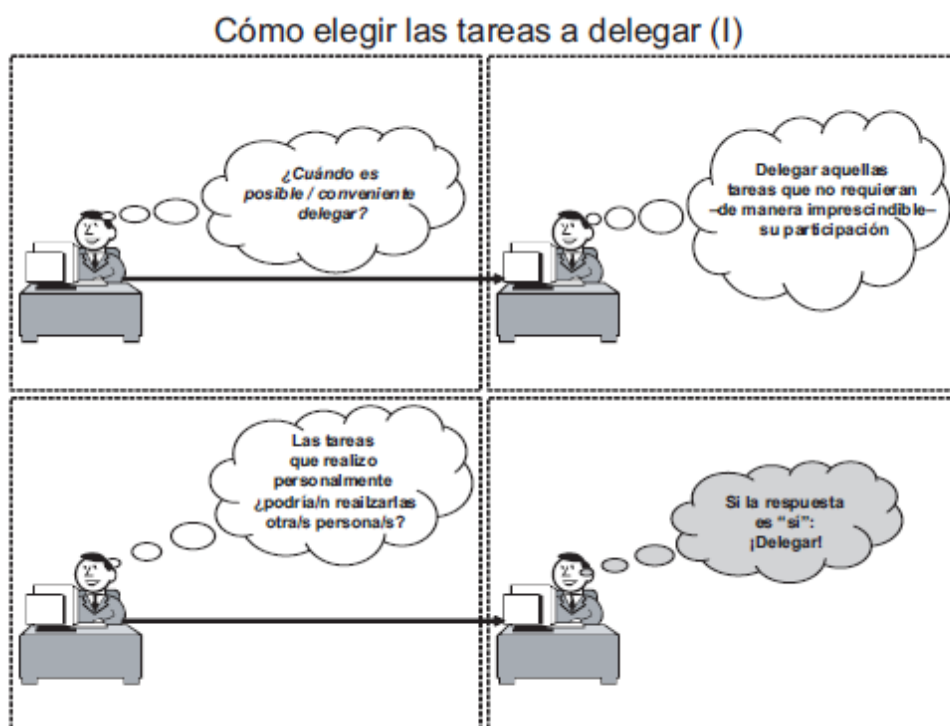 Cómo elegir las tareas a delegar (I)
¿Cuándo es
posible / conveniente
delegar?
Delegar aquellas
tareas que no requieran
–de manera imprescindible–
su participación
Las tareas
que realizo
personalmente
¿podría/n reailzarlas
otra/s persona/s?
Si la respuesta
es "si":
¡Delegar!